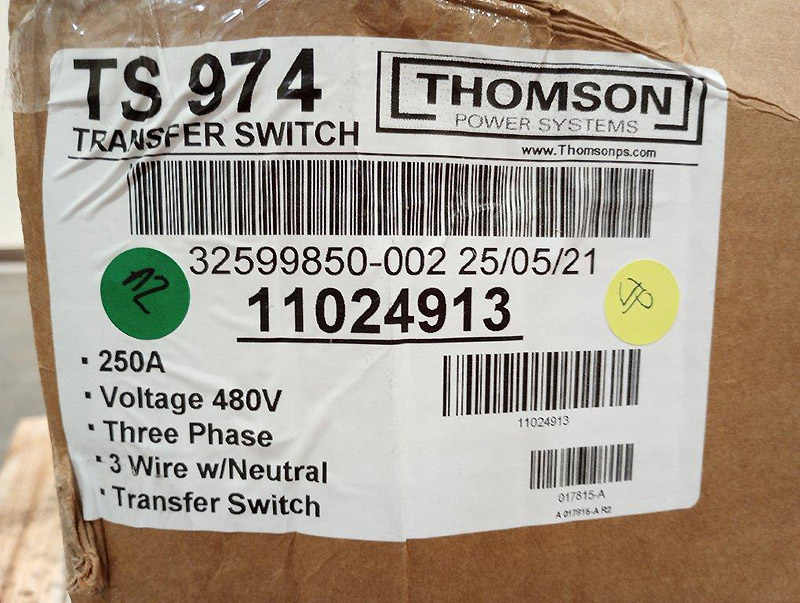 TS 974
TRANSFER SWITCH
THOMSON
POWER SYSTEMS
www.Thomsonps.com
32599850-002 25/05/21
11024913
· 250A
· Voltage 480V
· Three Phase
· 3 Wire w/Neutral
· Transfer Switch
11024913
017815-A
A 017815-A R2